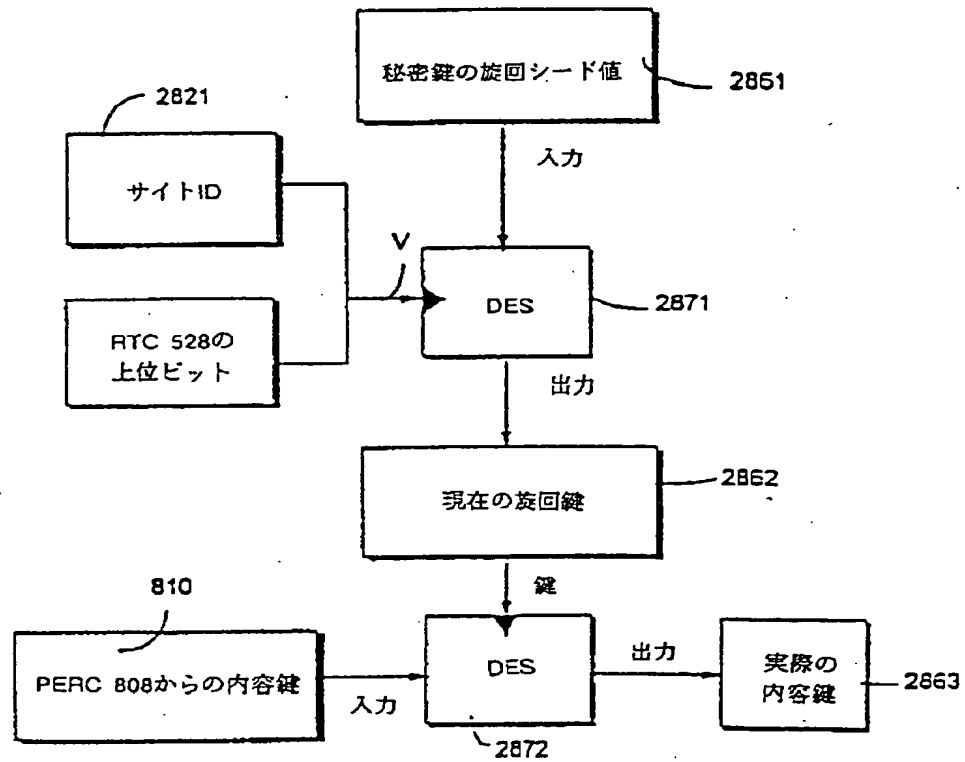 秘密鍵の旋回シード値
2861
2821
サイトID
入力
V
DES
2871
RTC 528の
上位ビット
出力
現在の旋回鍵
2862
810
鍵
PERC 808からの内容鍵
入力
DES
2872
出力
実際の
内容鍵
2863